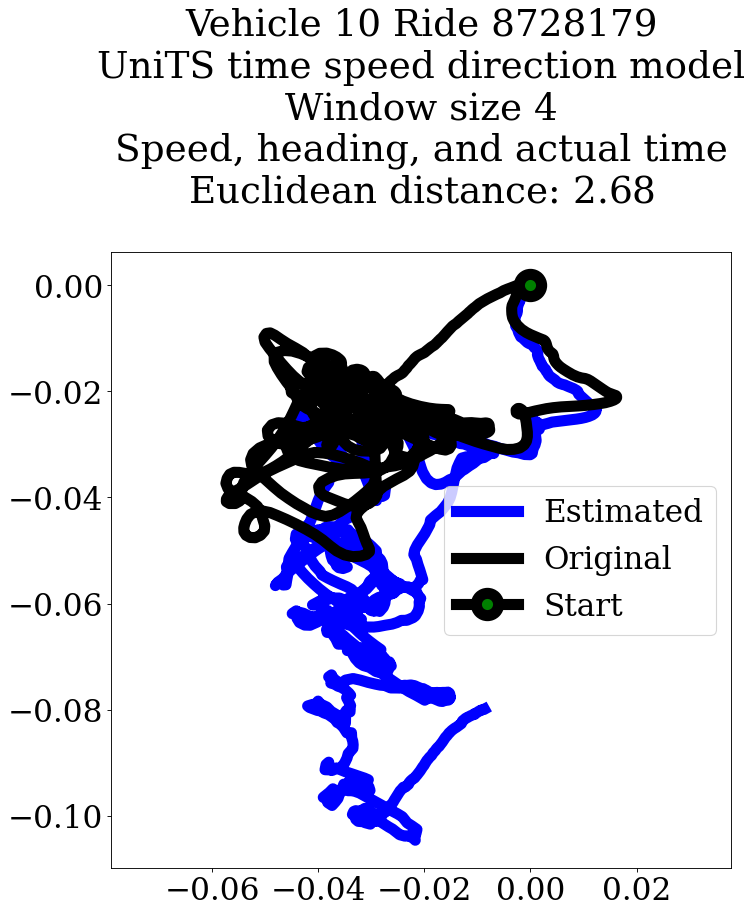 Vehicle 10 Ride 8728179
UniTS time speed direction model
Window size 4
Speed, heading, and actual time
Euclidean distance: 2.68
0.00
−0.02
−0.04
−0.06
−0.08
−0.10
Estimated
Original
Start
−0.06 −0.04 −0.02 0.00 0.02